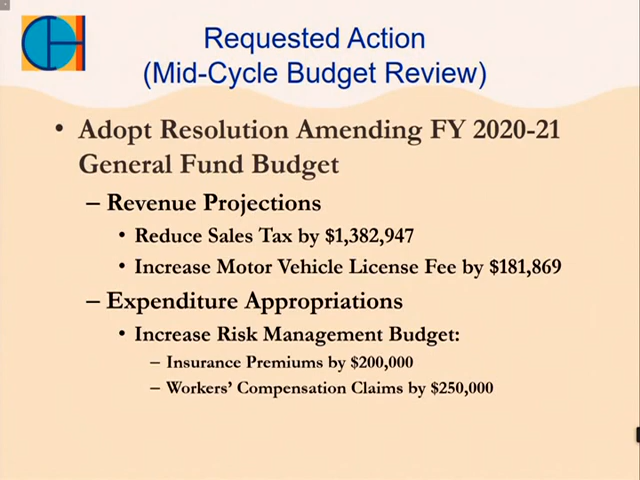 Requested Action
(Mid-Cycle Budget Review)
• Adopt Resolution Amending FY 2020-21
General Fund Budget
– Revenue Projections
• Reduce Sales Tax by $1,382,947
• Increase Motor Vehicle License Fee by $181,869
– Expenditure Appropriations
• Increase Risk Management Budget:
– Insurance Premiums by $200,000
– Workers’ Compensation Claims by $250,000